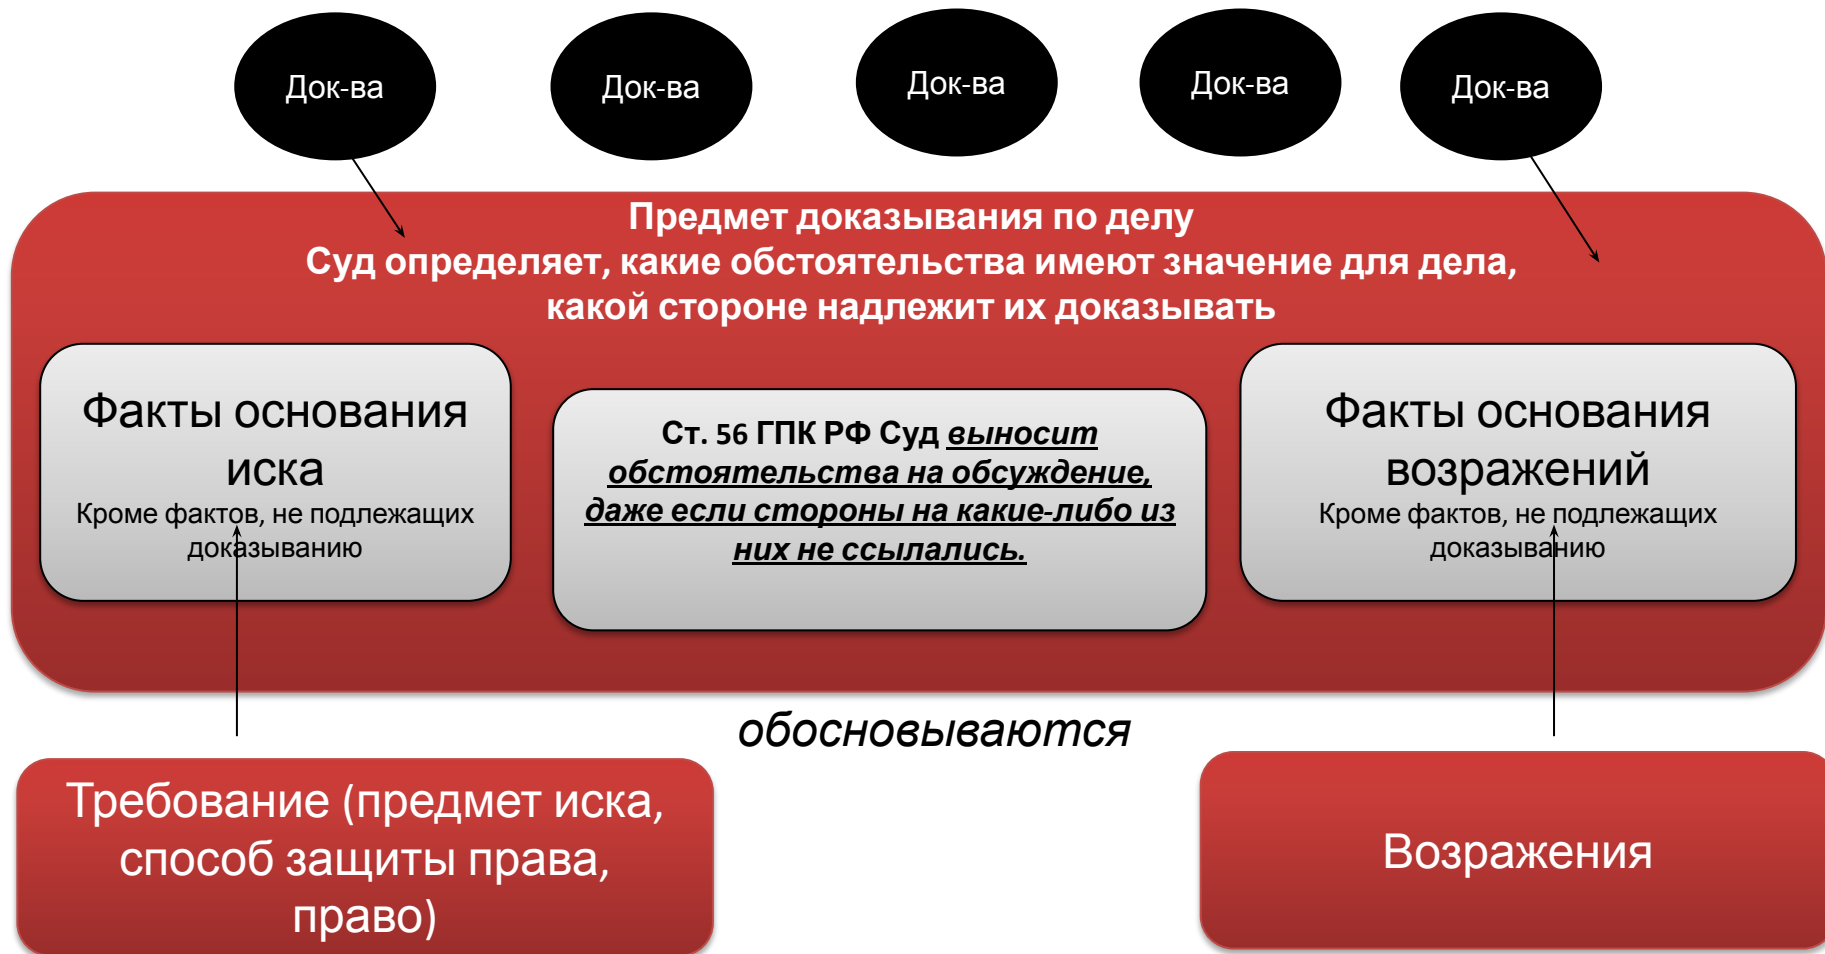 Док-ва
Док-ва
Док-ва
Док-ва
Док-ва
Предмет доказывания по делу
Суд определяет, какие обстоятельства имеют значение для дела,
какой стороне надлежит их доказывать
Факты основания
иска
Кроме фактов, не подлежащих
доказыванию
Ст. 56 ГПК РФ Суд выносит
обстоятельства на обсуждение,
даже если стороны на какие-либо из
них не ссылались.
Факты основания
возражений
Кроме фактов, не подлежащих
доказыванию
обосновываются
Требование (предмет иска,
способ защиты права,
право)
Возражения